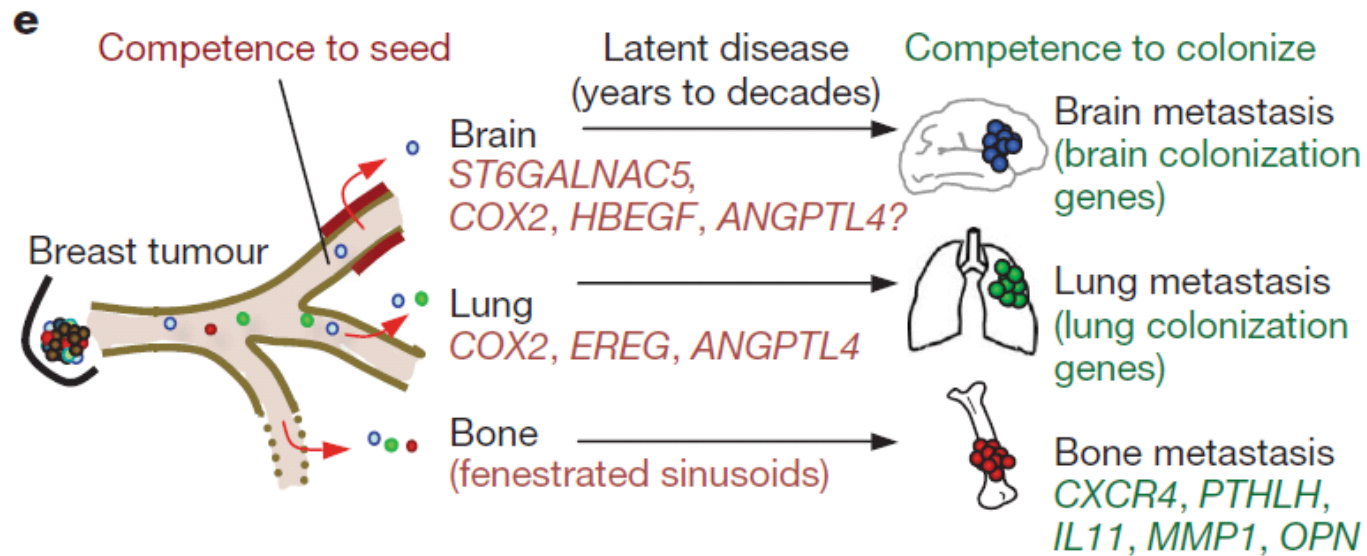 e
Competence to seed
Latent disease
(years to decades)
Competence to colonize
Breast tumour
Brain
ST6GALNAC5,
COX2, HBEGF, ANGPTL4?
Brain metastasis
(brain colonization
genes)
Lung
COX2, EREG, ANGPTL4
Lung metastasis
(lung colonization
genes)
Bone
(fenestrated sinusoids)
Bone metastasis
CXCR4, PTHLH,
IL11, MMP1, OPN